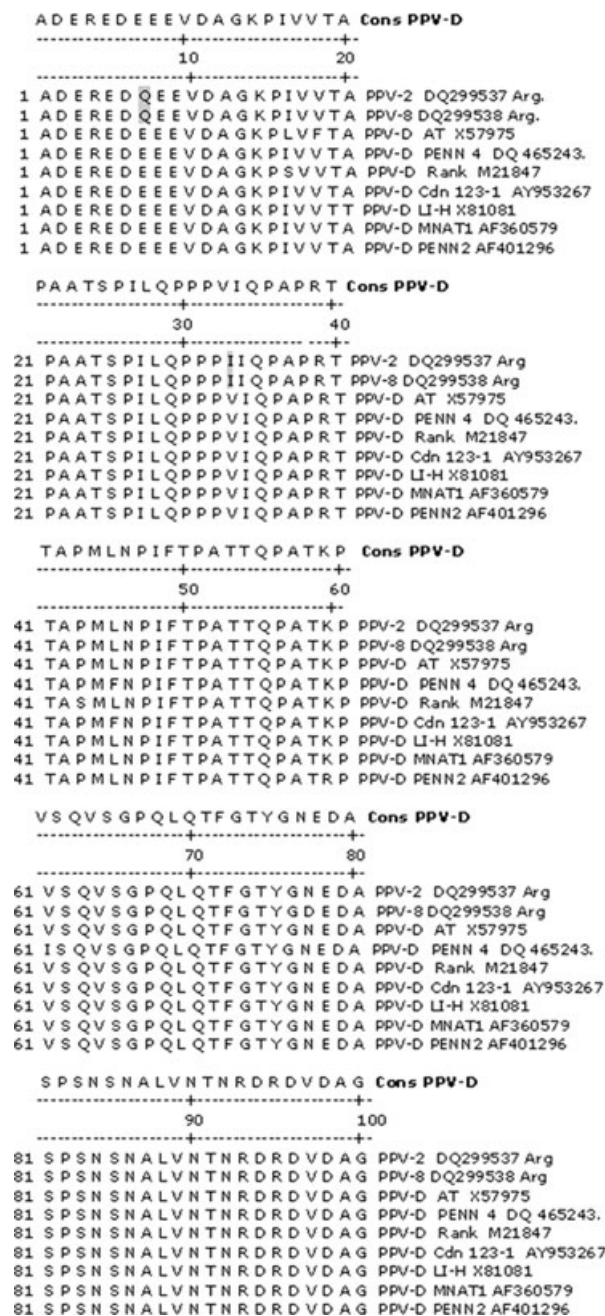 A D E R E D E E E V D A G K P I V V T A Cons PPV-D
---------+---------+
10 20
1 A D E R E D Q E E V D A G K P I V V T A PPV-2 DQ299537 Arg.
1 A D E R E D Q E E V D A G K P I V V T A PPV-8 DQ299538 Arg.
1 A D E R E D E E E V D A G K P L V F T A PPV-D AT X57975
1 A D E R E D E E E V D A G K P I V V T A PPV-D PENN 4 DQ 465243.
1 A D E R E D E E E V D A G K P S V V T A PPV-D Rank M21847
1 A D E R E D E E E V D A G K P I V V T A PPV-D Cdn 123-1 AY953267
1 A D E R E D E E E V D A G K P I V V T T PPV-D LI-H X81081
1 A D E R E D E E E V D A G K P I V V T A PPV-D MNAT1 AF360579
1 A D E R E D E E E V D A G K P I V V T A PPV-D PENN2 AF401296
P A A T S P I L Q P P P V I Q P A P R T Cons PPV-D
---------+---------+
30 40
21 P A A T S P I L Q P P P I I Q P A P R T PPV-2 DQ299537 Arg
21 P A A T S P I L Q P P P I I Q P A P R T PPV-8 DQ299538 Arg
21 P A A T S P I L Q P P P V I Q P A P R T PPV-D AT X57975
21 P A A T S P I L Q P P P V I Q P A P R T PPV-D PENN 4 DQ 465243.
21 P A A T S P I L Q P P P V I Q P A P R T PPV-D Rank M21847
21 P A A T S P I L Q P P P V I Q P A P R T PPV-D Cdn 123-1 AY953267
21 P A A T S P I L Q P P P V I Q P A P R T PPV-D LI-H X81081
21 P A A T S P I L Q P P P V I Q P A P R T PPV-D MNAT1 AF360579
21 P A A T S P I L Q P P P V I Q P A P R T PPV-D PENN2 AF401296
T A P M L N P I F T P A T T Q P A T K P Cons PPV-D
---------+---------+
50 60
41 T A P M L N P I F T P A T T Q P A T K P PPV-2 DQ299537 Arg
41 T A P M L N P I F T P A T T Q P A T K P PPV-8 DQ299538 Arg
41 T A P M L N P I F T P A T T Q P A T K P PPV-D AT X57975
41 T A P M F N P I F T P A T T Q P A T K P PPV-D PENN 4 DQ 465243.
41 T A S M L N P I F T P A T T Q P A T K P PPV-D Rank M21847
41 T A P M F N P I F T P A T T Q P A T K P PPV-D Cdn 123-1 AY953267
41 T A P M L N P I F T P A T T Q P A T K P PPV-D LI-H X81081
41 T A P M L N P I F T P A T T Q P A T K P PPV-D MNAT1 AF360579
41 T A P M L N P I F T P A T T Q P A T R P PPV-D PENN2 AF401296
V S Q V S G P Q L Q T F G T Y G N E D A Cons PPV-D
---------+---------+
70 80
61 V S Q V S G P Q L Q T F G T Y G N E D A PPV-2 DQ299537 Arg
61 V S Q V S G P Q L Q T F G T Y G D E D A PPV-8 DQ299538 Arg
61 V S Q V S G P Q L Q T F G T Y G N E D A PPV-D AT X57975
61 I S Q V S G P Q L Q T F G T Y G N E D A PPV-D PENN 4 DQ 465243.
61 V S Q V S G P Q L Q T F G T Y G N E D A PPV-D Rank M21847
61 V S Q V S G P Q L Q T F G T Y G N E D A PPV-D Cdn 123-1 AY953267
61 V S Q V S G P Q L Q T F G T Y G N E D A PPV-D LI-H X81081
61 V S Q V S G P Q L Q T F G T Y G N E D A PPV-D MNAT1 AF360579
61 V S Q V S G P Q L Q T F G T Y G N E D A PPV-D PENN2 AF401296
S P S N S N A L V N T N R D R D V D A G Cons PPV-D
---------+---------+
90 100
81 S P S N S N A L V N T N R D R D V D A G PPV-2 DQ299537 Arg
81 S P S N S N A L V N T N R D R D V D A G PPV-8 DQ299538 Arg
81 S P S N S N A L V N T N R D R D V D A G PPV-D AT X57975
81 S P S N S N A L V N T N R D R D V D A G PPV-D PENN 4 DQ 465243.
81 S P S N S N A L V N T N R D R D V D A G PPV-D Rank M21847
81 S P S N S N A L V N T N R D R D V D A G PPV-D Cdn 123-1 AY953267
81 S P S N S N A L V N T N R D R D V D A G PPV-D LI-H X81081
81 S P S N S N A L V N T N R D R D V D A G PPV-D MNAT1 AF360579
81 S P S N S N A L V N T N R D R D V D A G PPV-D PENN2 AF401296